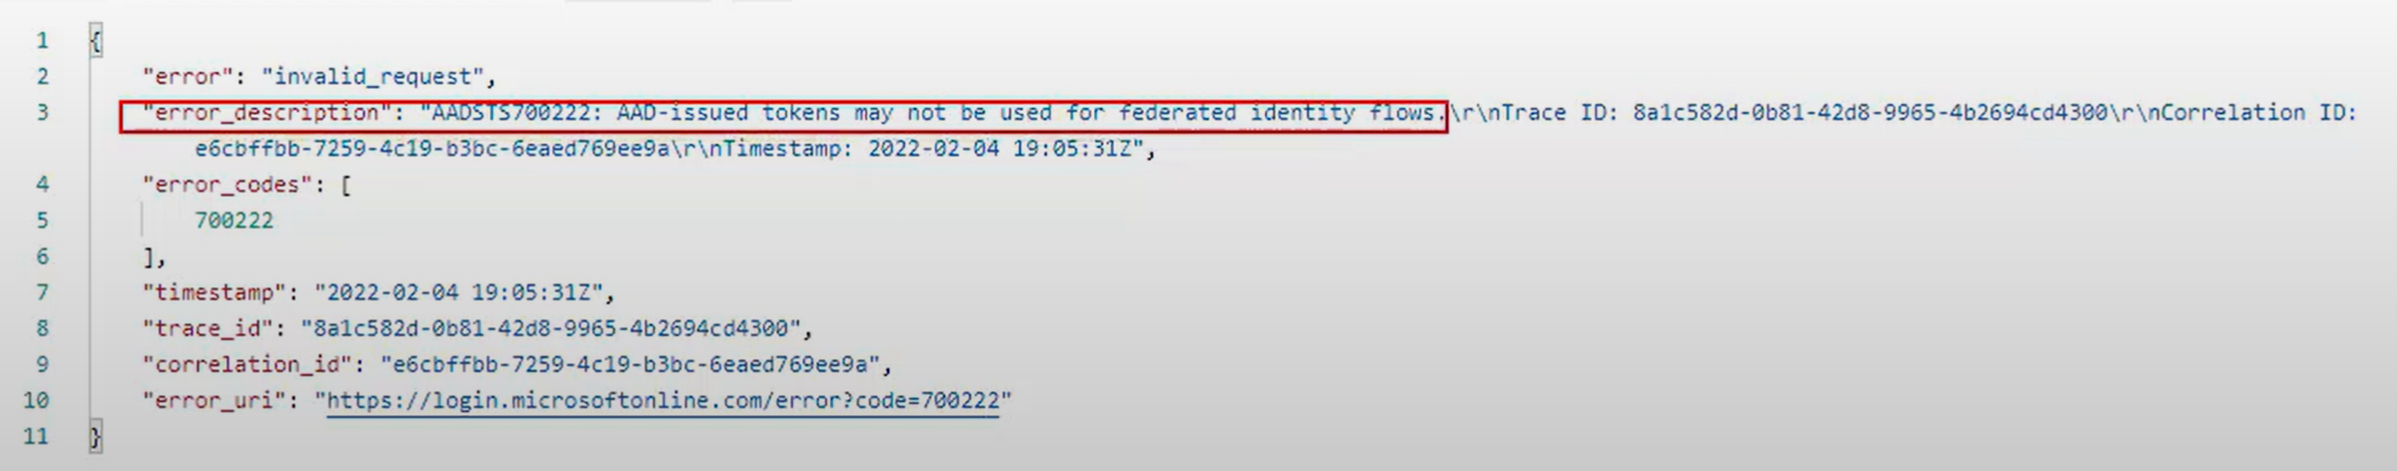 1 {
2 "error": "invalid_request",
3 "error_description": "AADSTS700222: AAD-issued tokens may not be used for federated identity flows.\r\nTrace ID: 8a1c582d-0b81-42d8-9965-4b2694cd4300\r\nCorrelation ID:
e6cbffbb-7259-4c19-b3bc-6eaed769ee9a\r\nTimestamp: 2022-02-04 19:05:31Z",
4 "error_codes": [
5 700222
6 ],
7 "timestamp": "2022-02-04 19:05:31Z",
8 "trace_id": "8a1c582d-0b81-42d8-9965-4b2694cd4300",
9 "correlation_id": "e6cbffbb-7259-4c19-b3bc-6eaed769ee9a",
10 "error_uri": "https://login.microsoftonline.com/error?code=700222"
11 }